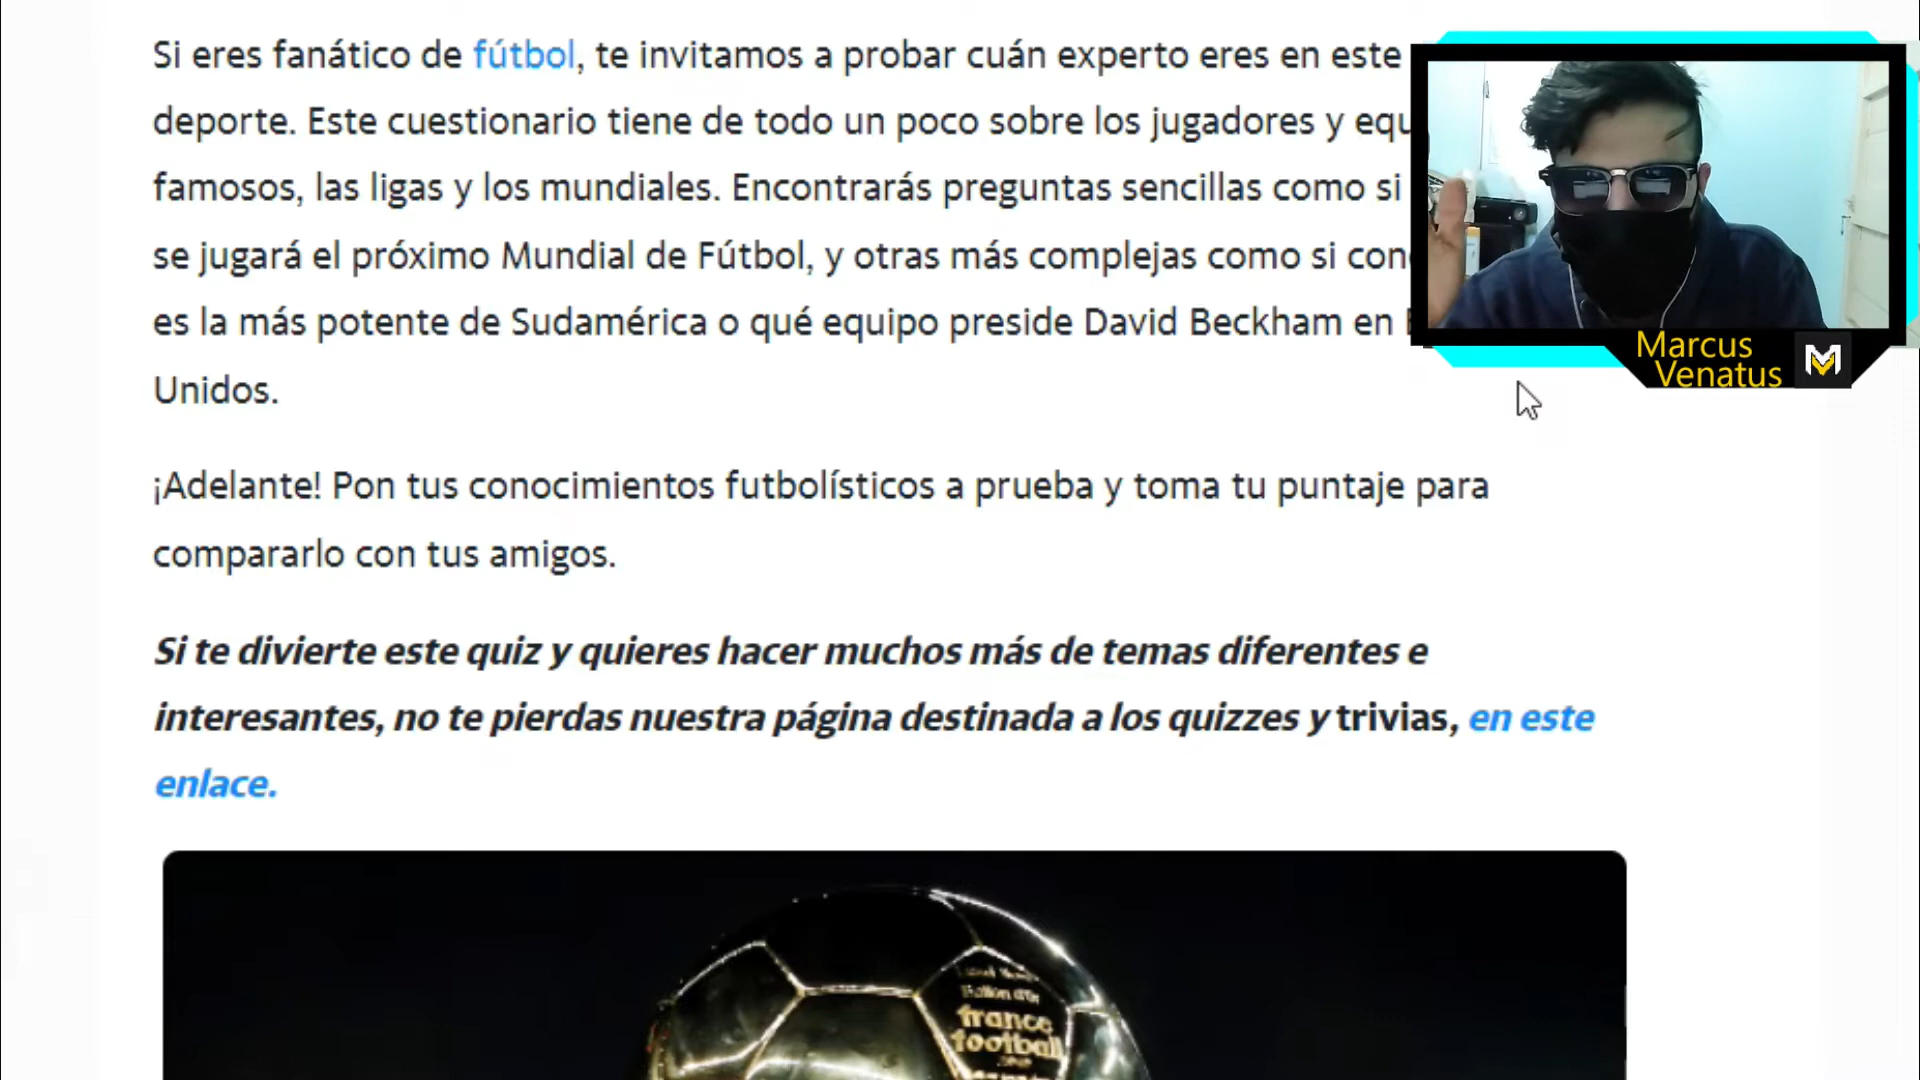 Si eres fanático de fútbol, te invitamos a probar cuán experto eres en este
deporte. Este cuestionario tiene de todo un poco sobre los jugadores y equ
famosos, las ligas y los mundiales. Encontrarás preguntas sencillas como si
se jugará el próximo Mundial de Fútbol, y otras más complejas como si con
es la más potente de Sudamérica o qué equipo preside David Beckham en
Unidos.
Marcus
Venatus
¡Adelante! Pon tus conocimientos futbolísticos a prueba y toma tu puntaje para
compararlo con tus amigos.
Si te divierte este quiz y quieres hacer muchos más de temas diferentes e
interesantes, no te pierdas nuestra página destinada a los quizzes y trivias, en este
enlace.
Ballon d'Or
france
football